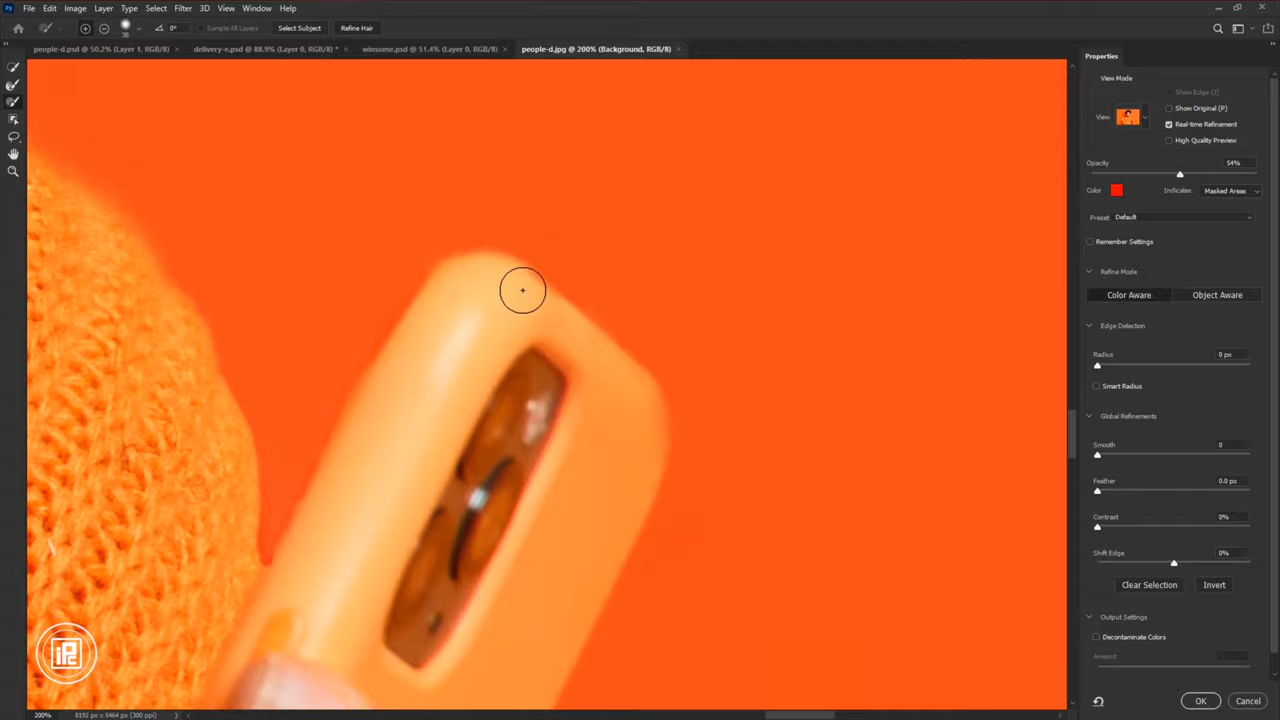 Ps File Edit Image Layer Type Select Filter 3D View Window Help
0° Sample All Layers Select Subject Refine Hair
people-d.psd @ 50.2% (Layer 1, RGB/8) × delivery-e.psd @ 88.9% (Layer 0, RGB/8) * × winsome.psd @ 51.4% (Layer 0, RGB/8) × people-d.jpg @ 200% (Background, RGB/8) ×
Properties
View Mode
Show Edge (J)
Show Original (P)
View
Real-time Refinement
High Quality Preview
Opacity 54%
Color Indicates Masked Areas
Preset: Default
Remember Settings
Refine Mode
Color Aware Object Aware
Edge Detection
Radius 0 px
Smart Radius
Global Refinements
Smooth 0
Feather 0.0 px
Contrast 0%
Shift Edge 0%
Clear Selection Invert
Output Settings
Decontaminate Colors
Amount
OK Cancel
iPC
200% 8192 px x 5464 px (300 ppi)